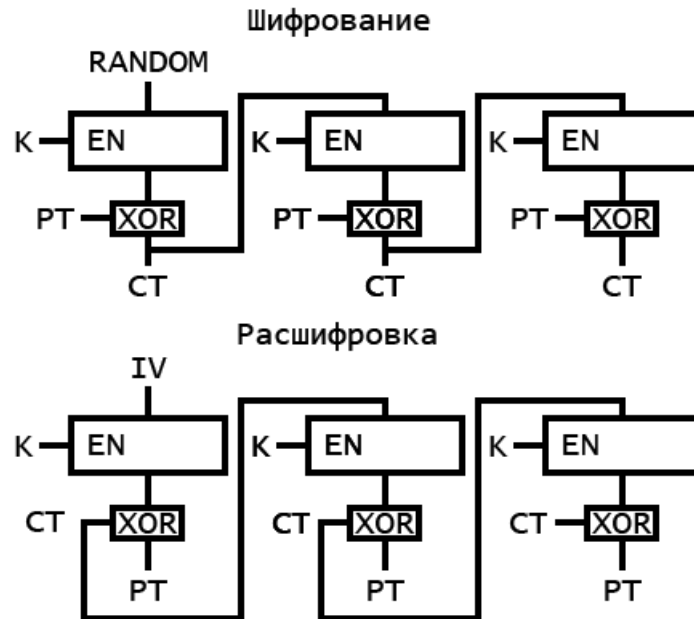 Шифрование
RANDOM
K EN K EN K EN
PT XOR PT XOR PT XOR
CT CT CT
Расшифровка
IV
K EN K EN K EN
CT XOR CT XOR CT XOR
PT PT PT